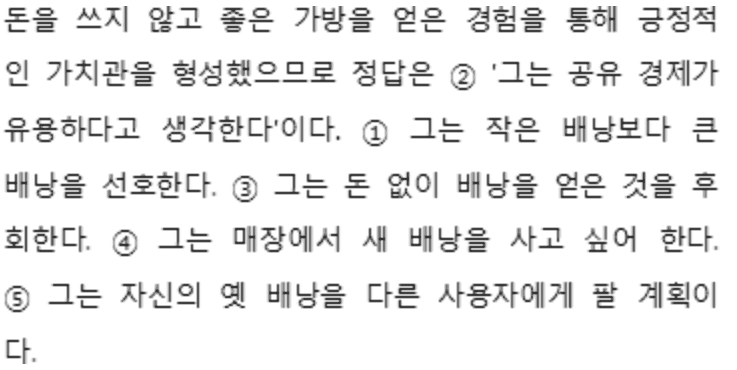 돈을 쓰지 않고 좋은 가방을 얻은 경험을 통해 긍정적
인 가치관을 형성했으므로 정답은 ② '그는 공유 경제가
유용하다고 생각한다'이다. ① 그는 작은 배낭보다 큰
배낭을 선호한다. ③ 그는 돈 없이 배낭을 얻은 것을 후
회한다. ④ 그는 매장에서 새 배낭을 사고 싶어 한다.
⑤ 그는 자신의 옛 배낭을 다른 사용자에게 팔 계획이
다.